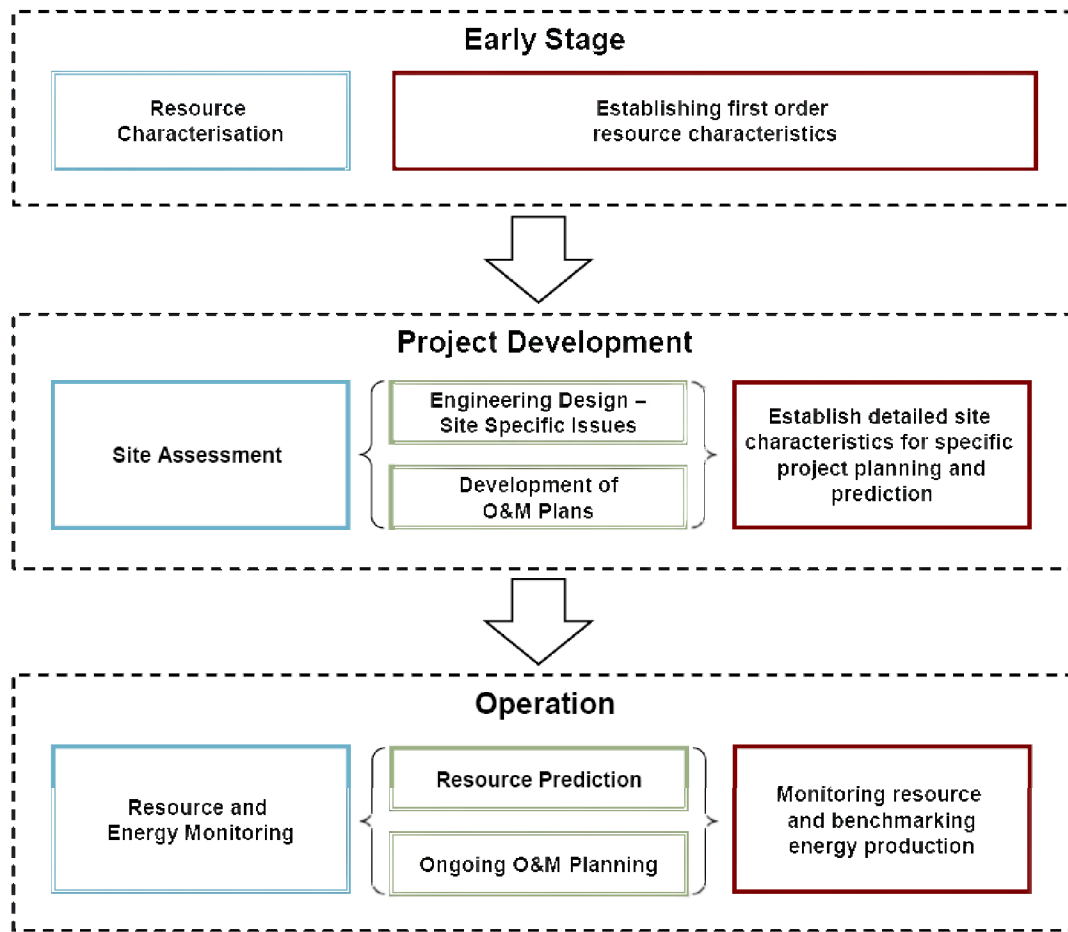 Early Stage
Resource
Characterisation
Establishing first order
resource characteristics
Project Development
Site Assessment
Engineering Design –
Site Specific Issues
Development of
O&M Plans
Establish detailed site
characteristics for specific
project planning and
prediction
Operation
Resource and
Energy Monitoring
Resource Prediction
Ongoing O&M Planning
Monitoring resource
and benchmarking
energy production